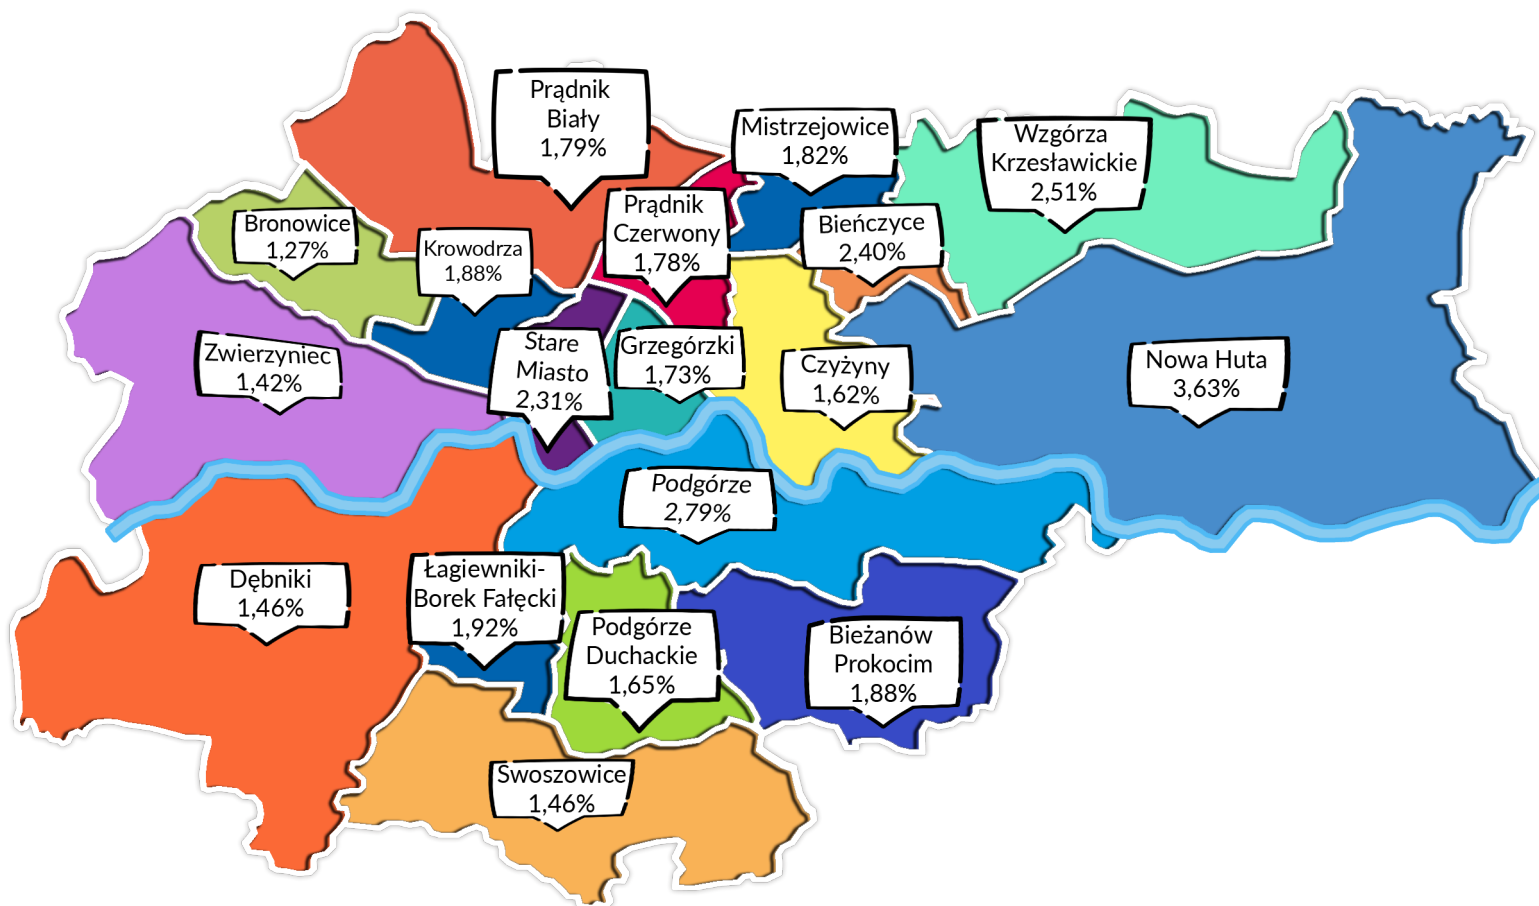 Prądnik
Biały
1,79%
Mistrzejowice
1,82%
Wzgórza
Krzesławickie
2,51%
Bronowice
1,27%
Krowodrza
1,88%
Prądnik
Czerwony
1,78%
Bieńczyce
2,40%
Zwierzyniec
1,42%
Stare
Miasto
2,31%
Grzegórzki
1,73%
Czyżyny
1,62%
Nowa Huta
3,63%
Podgórze
2,79%
Dębniki
1,46%
Łagiewniki-
Borek Fałęcki
1,92%
Podgórze
Duchackie
1,65%
Bieżanów
Prokocim
1,88%
Swoszowice
1,46%